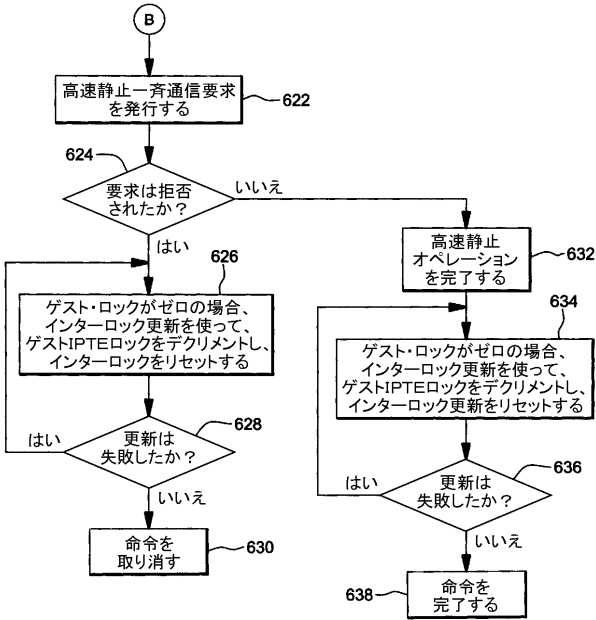 B
高速静止一斉通信要求
を発行する
622
624
要求は拒否
されたか?
いいえ
はい
626
ゲスト・ロックがゼロの場合、
インターロック更新を使って、
ゲストIPTEロックをデクリメントし、
インターロックをリセットする
628
更新は
失敗したか?
はい
いいえ
命令を
取り消す
630
高速静止
オペレーション
を完了する
632
634
ゲスト・ロックがゼロの場合、
インターロック更新を使って、
ゲストIPTEロックをデクリメントし、
インターロック更新をリセットする
636
更新は
失敗したか?
はい
いいえ
命令を
完了する
638